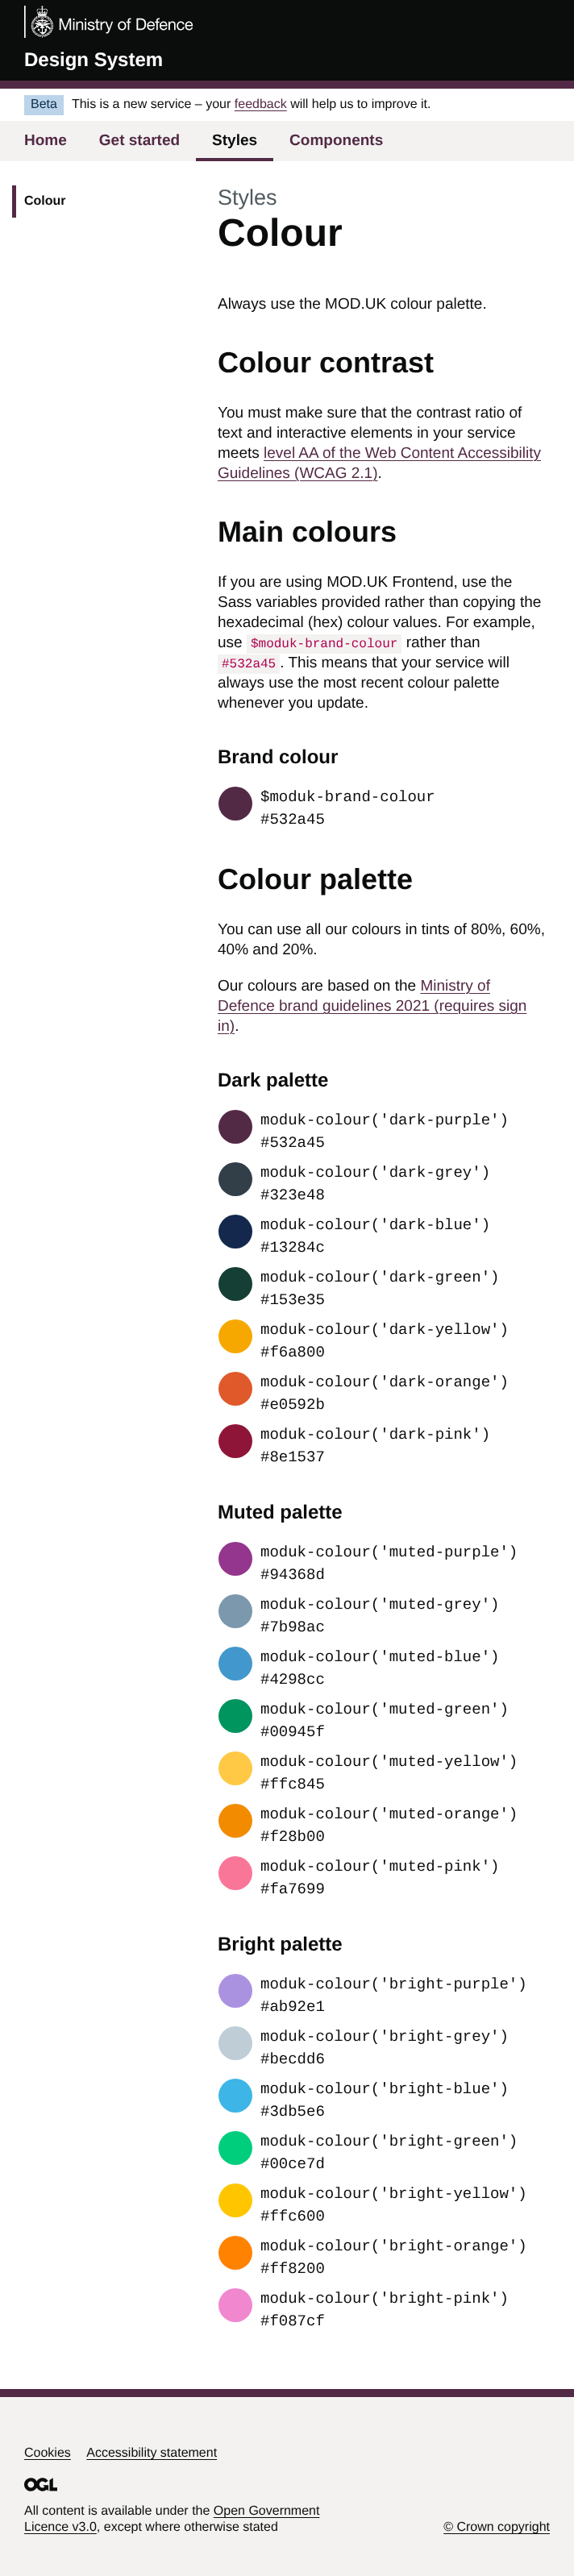 Ministry of Defence
Design System
Beta This is a new service – your feedback will help us to improve it.
Home Get started Styles Components
Colour
Styles
Colour
Always use the MOD.UK colour palette.
Colour contrast
You must make sure that the contrast ratio of
text and interactive elements in your service
meets level AA of the Web Content Accessibility
Guidelines (WCAG 2.1).
Main colours
If you are using MOD.UK Frontend, use the
Sass variables provided rather than copying the
hexadecimal (hex) colour values. For example,
use $moduk-brand-colour rather than
#532a45. This means that your service will
always use the most recent colour palette
whenever you update.
Brand colour
$moduk-brand-colour
#532a45
Colour palette
You can use all our colours in tints of 80%, 60%,
40% and 20%.
Our colours are based on the Ministry of
Defence brand guidelines 2021 (requires sign
in).
Dark palette
moduk-colour('dark-purple')
#532a45
moduk-colour('dark-grey')
#323e48
moduk-colour('dark-blue')
#13284c
moduk-colour('dark-green')
#153e35
moduk-colour('dark-yellow')
#f6a800
moduk-colour('dark-orange')
#e0592b
moduk-colour('dark-pink')
#8e1537
Muted palette
moduk-colour('muted-purple')
#94368d
moduk-colour('muted-grey')
#7b98ac
moduk-colour('muted-blue')
#4298cc
moduk-colour('muted-green')
#00945f
moduk-colour('muted-yellow')
#ffc845
moduk-colour('muted-orange')
#f28b00
moduk-colour('muted-pink')
#fa7699
Bright palette
moduk-colour('bright-purple')
#ab92e1
moduk-colour('bright-grey')
#becdd6
moduk-colour('bright-blue')
#3db5e6
moduk-colour('bright-green')
#00ce7d
moduk-colour('bright-yellow')
#ffc600
moduk-colour('bright-orange')
#ff8200
moduk-colour('bright-pink')
#f087cf
Cookies Accessibility statement
OGL
All content is available under the Open Government
Licence v3.0, except where otherwise stated
© Crown copyright